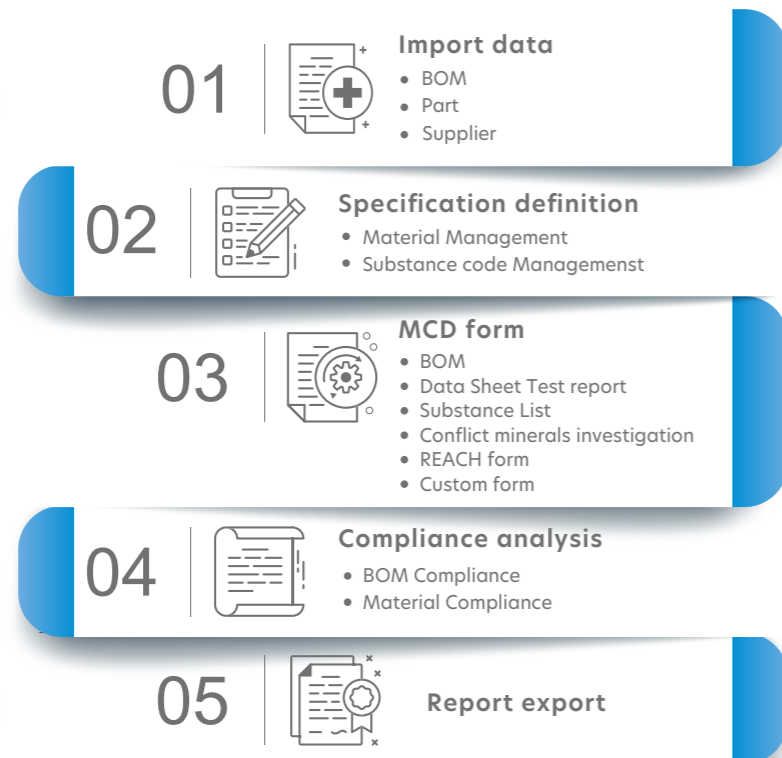 01
Import data
• BOM
• Part
• Supplier
02
Specification definition
• Material Management
• Substance code Managemenst
03
MCD form
• BOM
• Data Sheet Test report
• Substance List
• Conflict minerals investigation
• REACH form
• Custom form
04
Compliance analysis
• BOM Compliance
• Material Compliance
05
Report export